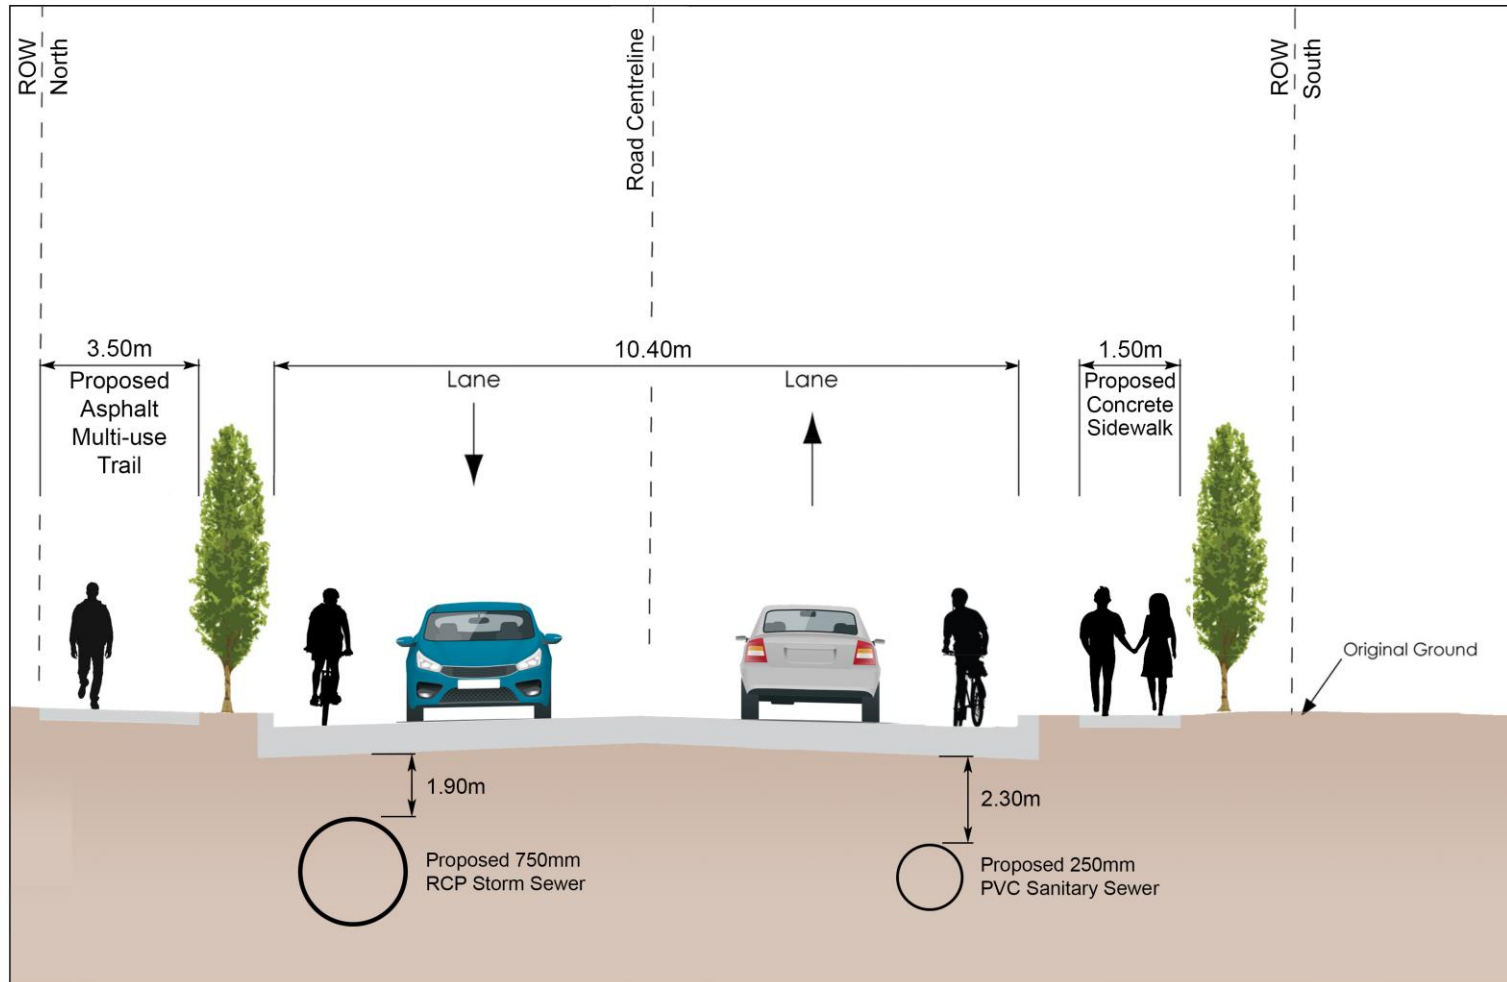 ROW
North
Road Centreline
ROW
South
3.50m
Proposed
Asphalt
Multi-use
Trail
10.40m
Lane
Lane
1.50m
Proposed
Concrete
Sidewalk
Original Ground
1.90m
2.30m
Proposed 750mm
RCP Storm Sewer
Proposed 250mm
PVC Sanitary Sewer